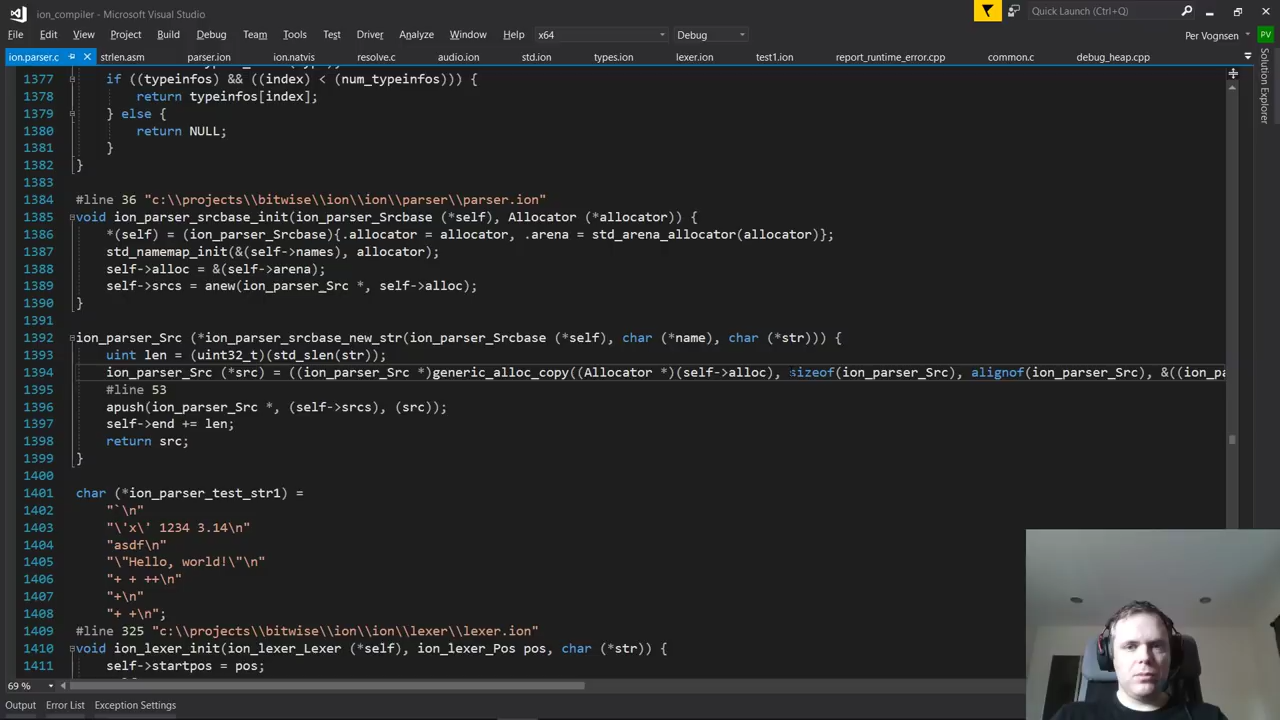 ion_compiler - Microsoft Visual Studio
Quick Launch (Ctrl+Q)
File Edit View Project Build Debug Team Tools Test Driver Analyze Window Help x64 Debug
Per Vognsen PV
ion.parser.c strlen.asm parser.ion ion.natvis resolve.c audio.ion std.ion types.ion lexer.ion test1.ion report_runtime_error.cpp common.c debug_heap.cpp
Solution Explorer
1377 if ((typeinfos) && ((index) < (num_typeinfos))) {
1378 return typeinfos[index];
1379 } else {
1380 return NULL;
1381 }
1382 }
1383
1384 #line 36 "c:\\projects\\bitwise\\ion\\ion\\parser\\parser.ion"
1385 void ion_parser_srcbase_init(ion_parser_Srcbase (*self), Allocator (*allocator)) {
1386 *(self) = (ion_parser_Srcbase){.allocator = allocator, .arena = std_arena_allocator(allocator)};
1387 std_namemap_init(&(self->names), allocator);
1388 self->alloc = &(self->arena);
1389 self->srcs = anew(ion_parser_Src *, self->alloc);
1390 }
1391
1392 ion_parser_Src (*ion_parser_srcbase_new_str(ion_parser_Srcbase (*self), char (*name), char (*str))) {
1393 uint len = (uint32_t)(std_slen(str));
1394 ion_parser_Src (*src) = ((ion_parser_Src *)generic_alloc_copy((Allocator *)(self->alloc), sizeof(ion_parser_Src), alignof(ion_parser_Src), &((ion_pa
1395 #line 53
1396 apush(ion_parser_Src *, (self->srcs), (src));
1397 self->end += len;
1398 return src;
1399 }
1400
1401 char (*ion_parser_test_str1) =
1402 "`\n"
1403 "\'x\' 1234 3.14\n"
1404 "asdf\n"
1405 "\"Hello, world!\"\n"
1406 "+ + ++\n"
1407 "+\n"
1408 "+ +\n";
1409 #line 325 "c:\\projects\\bitwise\\ion\\ion\\lexer\\lexer.ion"
1410 void ion_lexer_init(ion_lexer_Lexer (*self), ion_lexer_Pos pos, char (*str)) {
1411 self->startpos = pos;
69 %
Output Error List Exception Settings